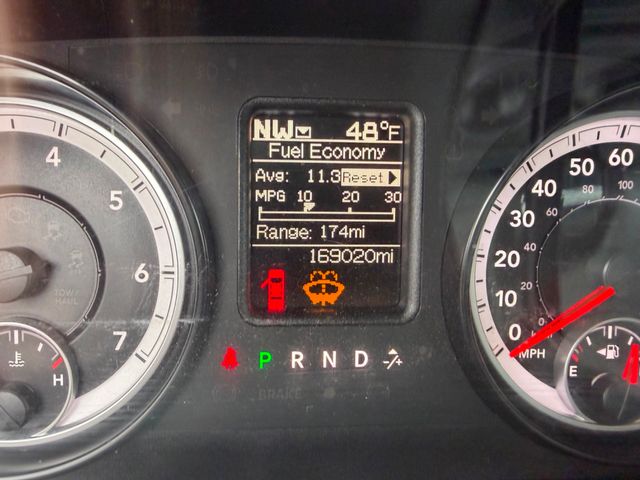 NW 48°F
Fuel Economy
Avg: 11.3 Reset
MPG 10 20 30
Range: 174mi
169020mi
P R N D -/+
BRAKE
4
5
6
7
TOW/
HAUL
H
60
50
40
30
20
10
0
MPH
100
80
60
40
20
E